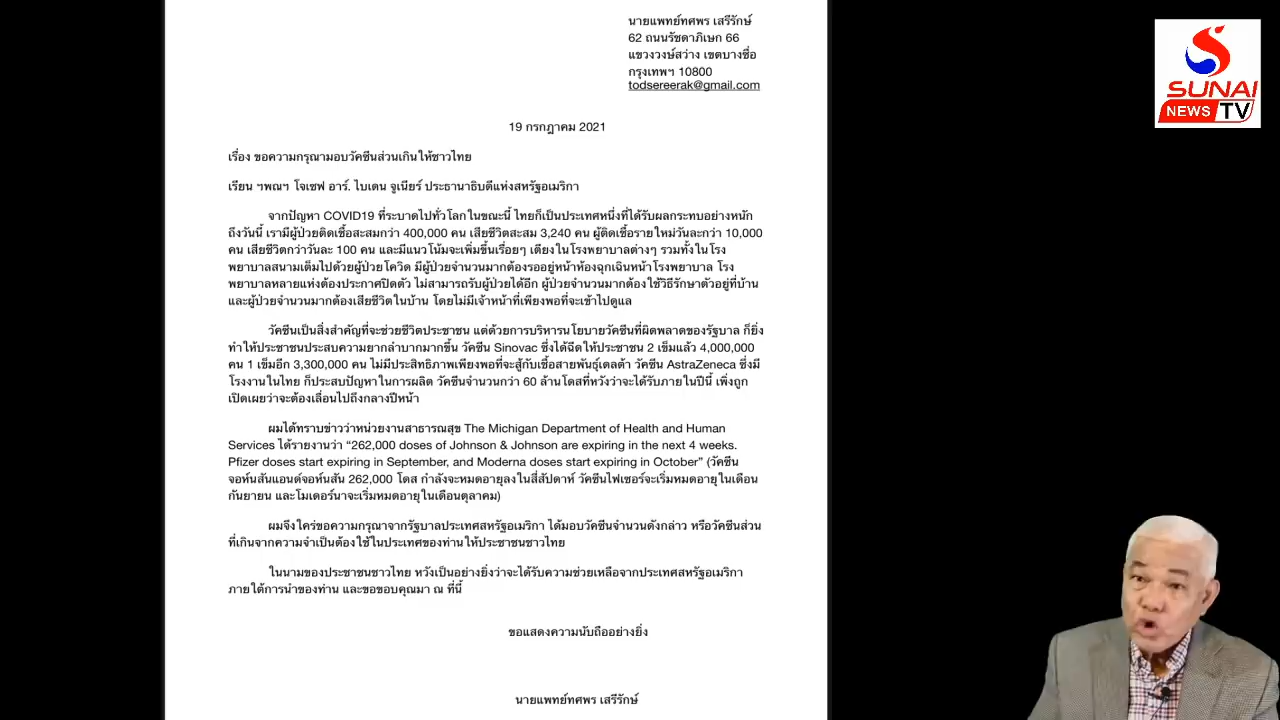 นายแพทย์ทศพร เสรีรักษ์
62 ถนนรัชดาภิเษก 66
แขวงวงษ์สว่าง เขตบางซื่อ
กรุงเทพฯ 10800
todsereerak@gmail.com
SUNAI
NEWS TV
19 กรกฎาคม 2021
เรื่อง ขอความกรุณามอบวัคซีนส่วนเกินให้ชาวไทย
เรียน ฯพณฯ โจเซฟ อาร์. ไบเดน จูเนียร์ ประธานาธิบดีแห่งสหรัฐอเมริกา
จากปัญหา COVID19 ที่ระบาดไปทั่วโลกในขณะนี้ ไทยก็เป็นประเทศหนึ่งที่ได้รับผลกระทบอย่างหนัก
ถึงวันนี้ เรามีผู้ป่วยติดเชื้อสะสมกว่า 400,000 คน เสียชีวิตสะสม 3,240 คน ผู้ติดเชื้อรายใหม่วันละกว่า 10,000
คน เสียชีวิตกว่าวันละ 100 คน และมีแนวโน้มจะเพิ่มขึ้นเรื่อยๆ เตียงในโรงพยาบาลต่างๆ รวมทั้งในโรง
พยาบาลสนามเต็มไปด้วยผู้ป่วยโควิด มีผู้ป่วยจำนวนมากต้องรออยู่หน้าห้องฉุกเฉินหน้าโรงพยาบาล โรง
พยาบาลหลายแห่งต้องประกาศปิดตัว ไม่สามารถรับผู้ป่วยได้อีก ผู้ป่วยจำนวนมากต้องใช้วิธีรักษาตัวอยู่ที่บ้าน
และผู้ป่วยจำนวนมากต้องเสียชีวิตในบ้าน โดยไม่มีเจ้าหน้าที่เพียงพอที่จะเข้าไปดูแล
วัคซีนเป็นสิ่งสำคัญที่จะช่วยชีวิตประชาชน แต่ด้วยการบริหารนโยบายวัคซีนที่ผิดพลาดของรัฐบาล ก็ยิ่ง
ทำให้ประชาชนประสบความยากลำบากมากขึ้น วัคซีน Sinovac ซึ่งได้ฉีดให้ประชาชน 2 เข็มแล้ว 4,000,000
คน 1 เข็มอีก 3,300,000 คน ไม่มีประสิทธิภาพเพียงพอที่จะสู้กับเชื้อสายพันธุ์เดลต้า วัคซีน AstraZeneca ซึ่งมี
โรงงานในไทย ก็ประสบปัญหาในการผลิต วัคซีนจำนวนกว่า 60 ล้านโดสที่หวังว่าจะได้รับภายในปีนี้ เพิ่งถูก
เปิดเผยว่าจะต้องเลื่อนไปถึงกลางปีหน้า
ผมได้ทราบข่าวว่าหน่วยงานสาธารณสุข The Michigan Department of Health and Human
Services ได้รายงานว่า “262,000 doses of Johnson & Johnson are expiring in the next 4 weeks.
Pfizer doses start expiring in September, and Moderna doses start expiring in October” (วัคซีน
จอห์นสันแอนด์จอห์นสัน 262,000 โดส กำลังจะหมดอายุลงในสี่สัปดาห์ วัคซีนไฟเซอร์จะเริ่มหมดอายุในเดือน
กันยายน และโมเดอร์นาจะเริ่มหมดอายุในเดือนตุลาคม)
ผมจึงใคร่ขอความกรุณาจากรัฐบาลประเทศสหรัฐอเมริกา ได้มอบวัคซีนจำนวนดังกล่าว หรือวัคซีนส่วน
ที่เกินจากความจำเป็นต้องใช้ในประเทศของท่านให้ประชาชนชาวไทย
ในนามของประชาชนชาวไทย หวังเป็นอย่างยิ่งว่าจะได้รับความช่วยเหลือจากประเทศสหรัฐอเมริกา
ภายใต้การนำของท่าน และขอขอบคุณมา ณ ที่นี้
ขอแสดงความนับถืออย่างยิ่ง
นายแพทย์ทศพร เสรีรักษ์